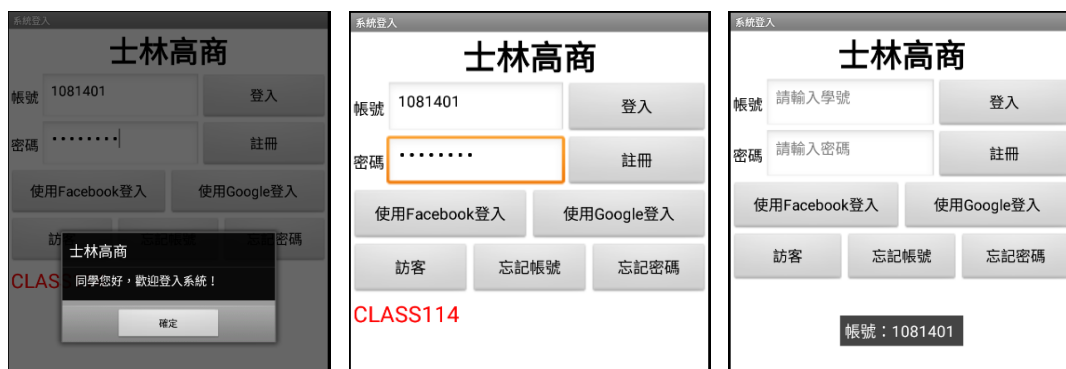 系統登入
士林高商
帳號 1081401 登入
密碼 ········ 註冊
使用Facebook登入 使用Google登入
訪 忘記帳號 密碼
士林高商
CLAS 同學您好，歡迎登入系統！
確定
系統登入
士林高商
帳號 1081401 登入
密碼 ········ 註冊
使用Facebook登入 使用Google登入
訪客 忘記帳號 忘記密碼
CLASS114
系統登入
士林高商
帳號 請輸入學號 登入
密碼 請輸入密碼 註冊
使用Facebook登入 使用Google登入
訪客 忘記帳號 忘記密碼
帳號：1081401